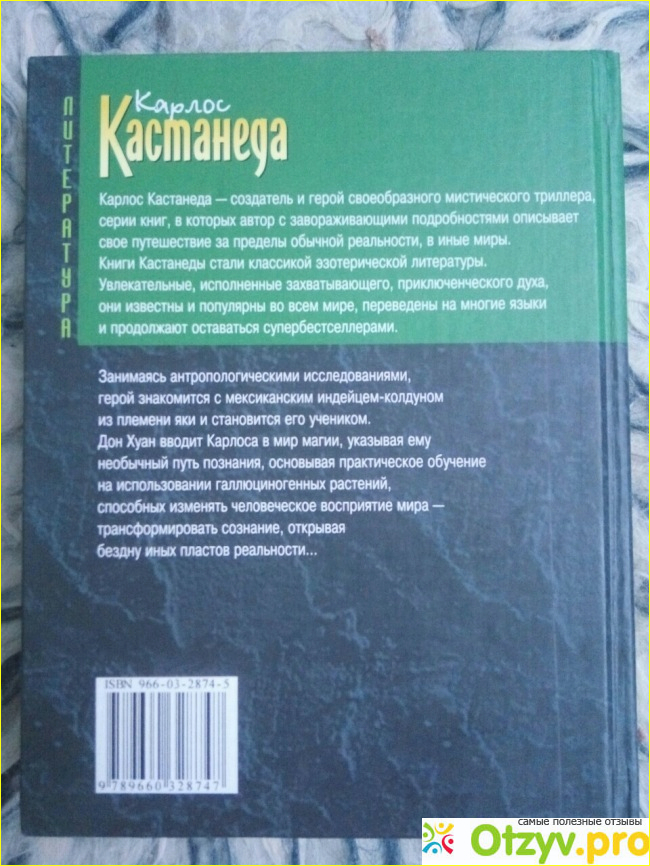 ЛИТЕРАТУРА
Карлос
Кастанеда
Карлос Кастанеда — создатель и герой своеобразного мистического триллера,
серии книг, в которых автор с завораживающими подробностями описывает
свое путешествие за пределы обычной реальности, в иные миры.
Книги Кастанеды стали классикой эзотерической литературы.
Увлекательные, исполненные захватывающего, приключенческого духа,
они известны и популярны во всем мире, переведены на многие языки
и продолжают оставаться супербестселлерами.
Занимаясь антропологическими исследованиями,
герой знакомится с мексиканским индейцем-колдуном
из племени яки и становится его учеником.
Дон Хуан вводит Карлоса в мир магии, указывая ему
необычный путь познания, основывая практическое обучение
на использовании галлюциногенных растений,
способных изменять человеческое восприятие мира —
трансформировать сознание, открывая
бездну иных пластов реальности...
ISBN 966-03-2874-5
9 789660 328747
самые полезные отзывы
Otzyv.pro